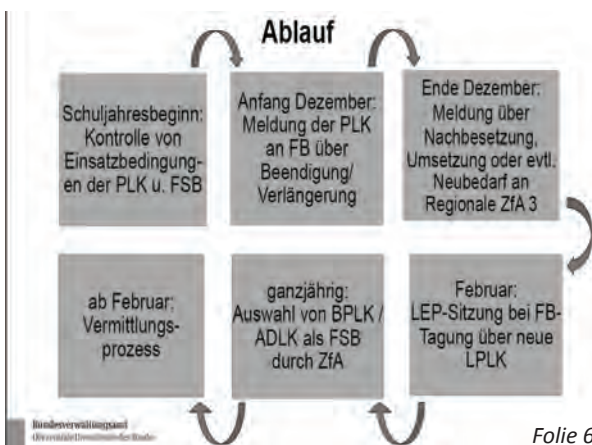 Ablauf
Schuljahresbeginn:
Kontrolle von
Einsatzbedingung-
en der PLK u. FSB
Anfang Dezember:
Meldung der PLK
an FB über
Beendigung/
Verlängerung
Ende Dezember:
Meldung über
Nachbesetzung,
Umsetzung oder evtl.
Neubedarf an
Regionale ZfA 3
Februar:
LEP-Sitzung bei FB-
Tagung über neue
LPLK
ganzjährig:
Auswahl von BPLK /
ADLK als FSB
durch ZfA
ab Februar:
Vermittlungs-
prozess
Bundesverwaltungsamt
Folie 6